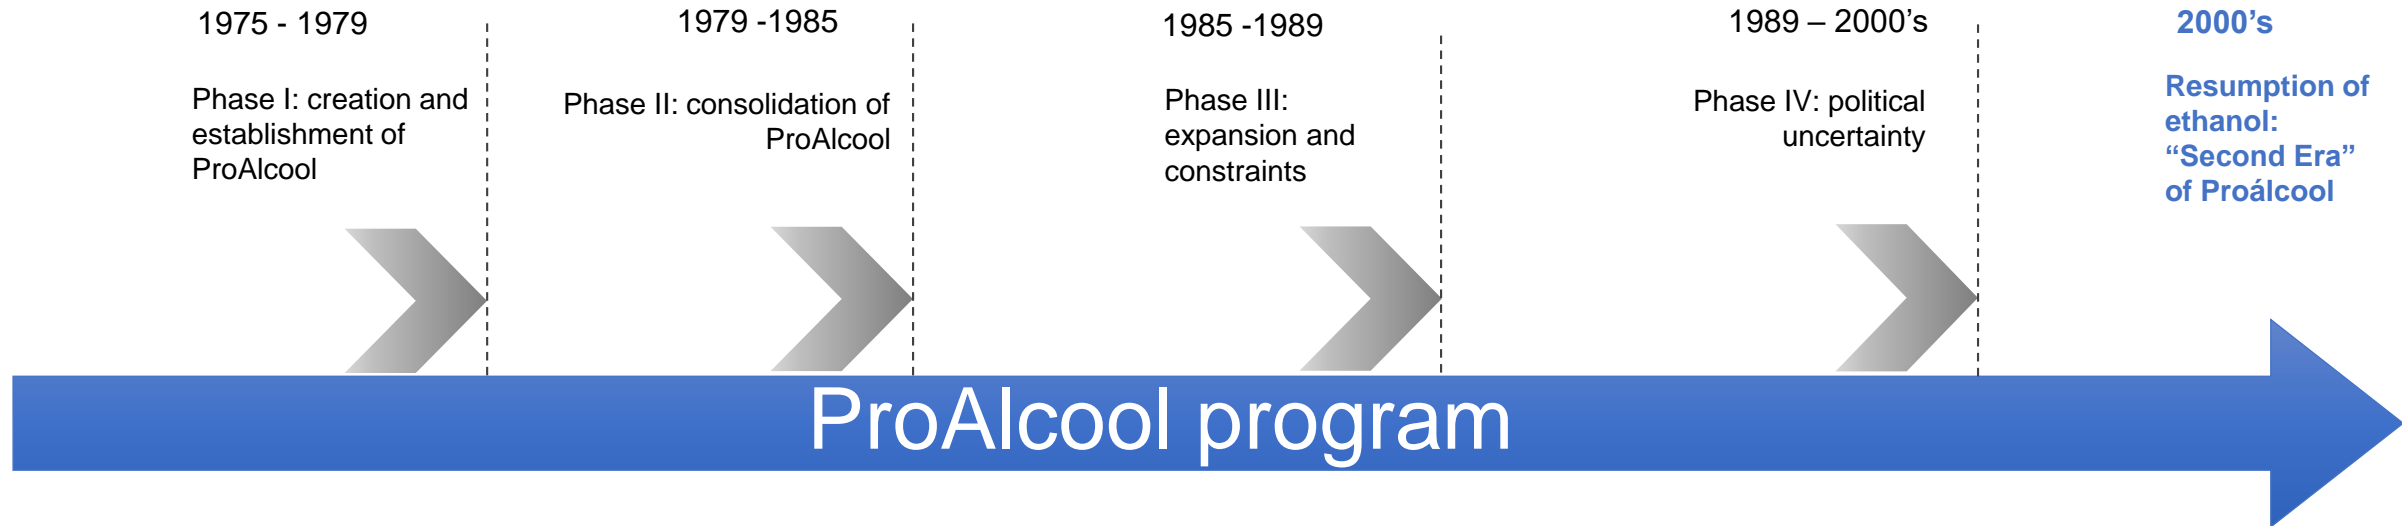 1975 - 1979
Phase I: creation and
establishment of
ProAlcool
1979 -1985
Phase II: consolidation of
ProAlcool
1985 -1989
Phase III:
expansion and
constraints
1989 – 2000’s
Phase IV: political
uncertainty
2000’s
Resumption of
ethanol:
“Second Era”
of Proálcool
ProAlcool program